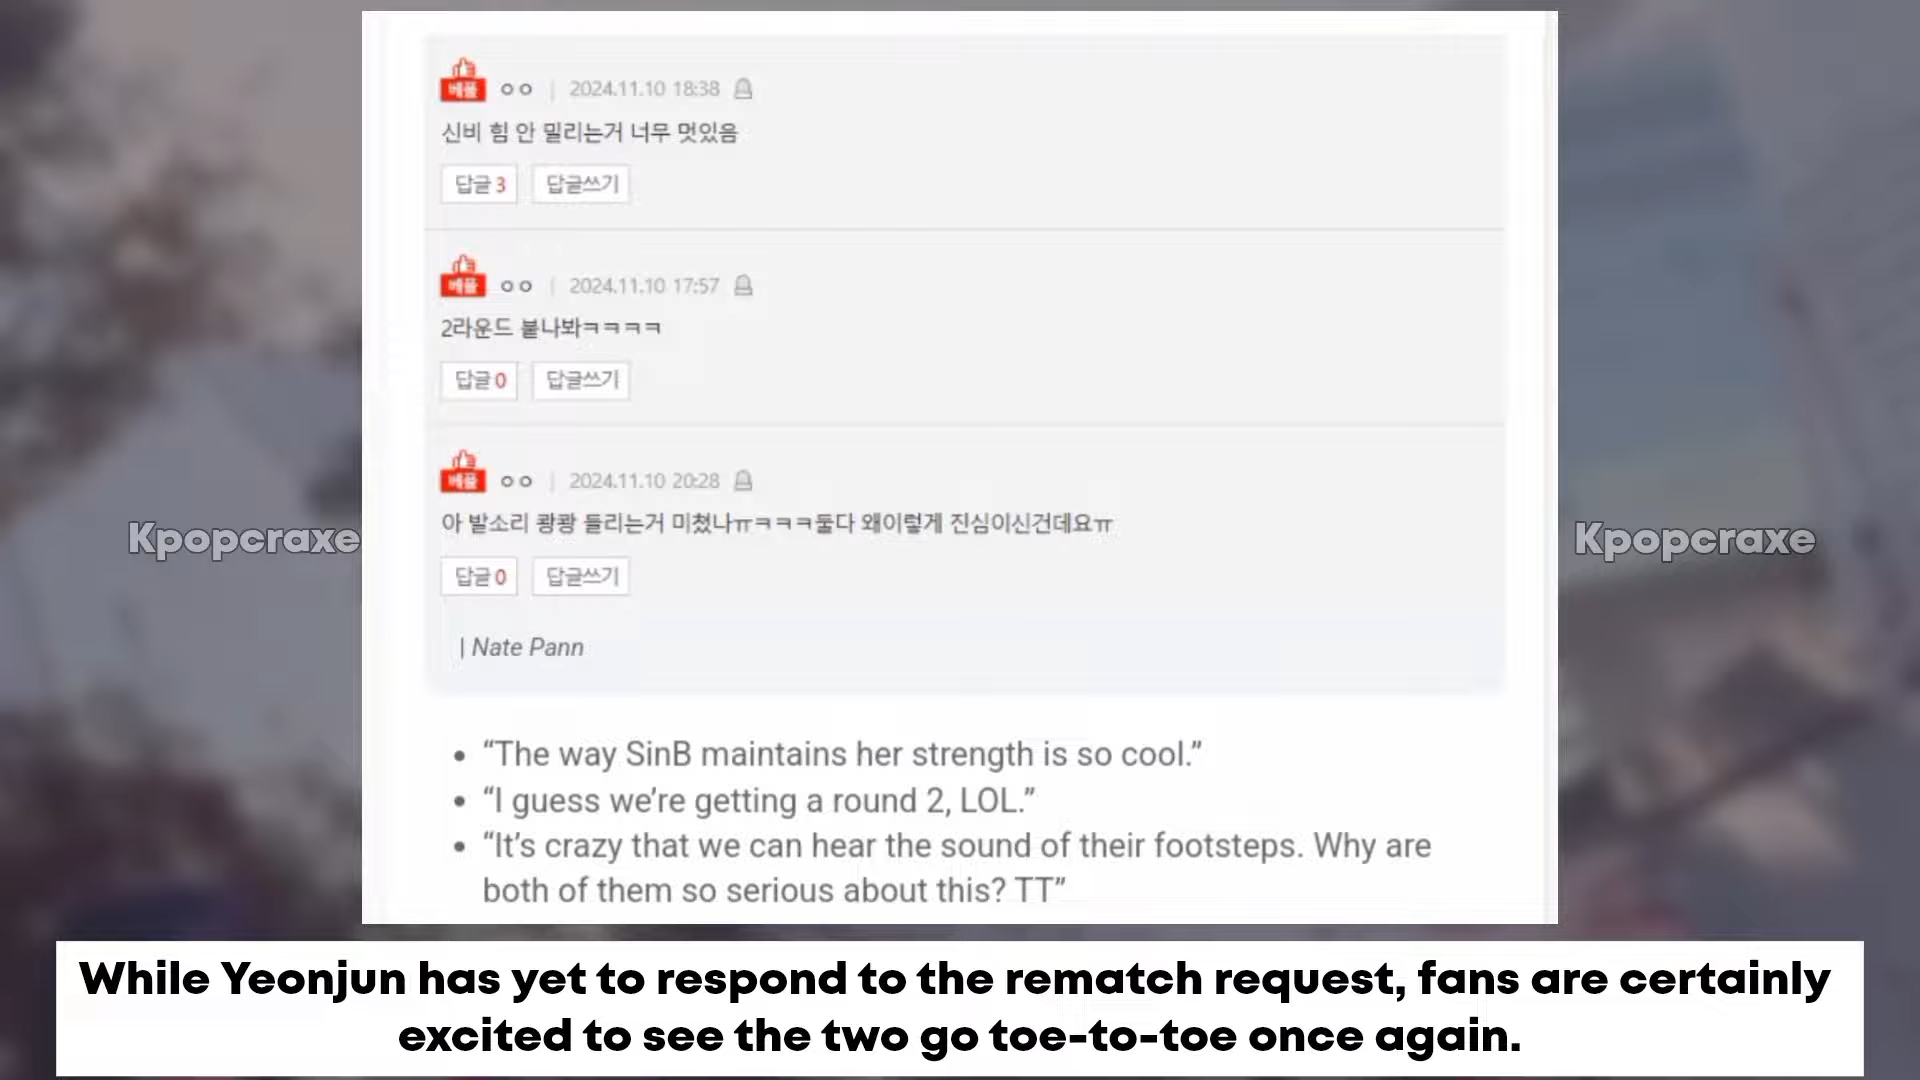 베플 ㅇㅇ | 2024.11.10 18:38
신비 힘 안 밀리는거 너무 멋있음
답글 3 답글쓰기
베플 ㅇㅇ | 2024.11.10 17:57
2라운드 붙나봐ㅋㅋㅋㅋ
답글 0 답글쓰기
베플 ㅇㅇ | 2024.11.10 20:28
아 발소리 쾅쾅 들리는거 미쳤나ㅠㅋㅋㅋ둘다 왜이렇게 진심이신건데요ㅠ
답글 0 답글쓰기
Kpopcraxe Kpopcraxe
| Nate Pann
• “The way SinB maintains her strength is so cool.”
• “I guess we’re getting a round 2, LOL.”
• “It’s crazy that we can hear the sound of their footsteps. Why are
both of them so serious about this? TT”
While Yeonjun has yet to respond to the rematch request, fans are certainly
excited to see the two go toe-to-toe once again.